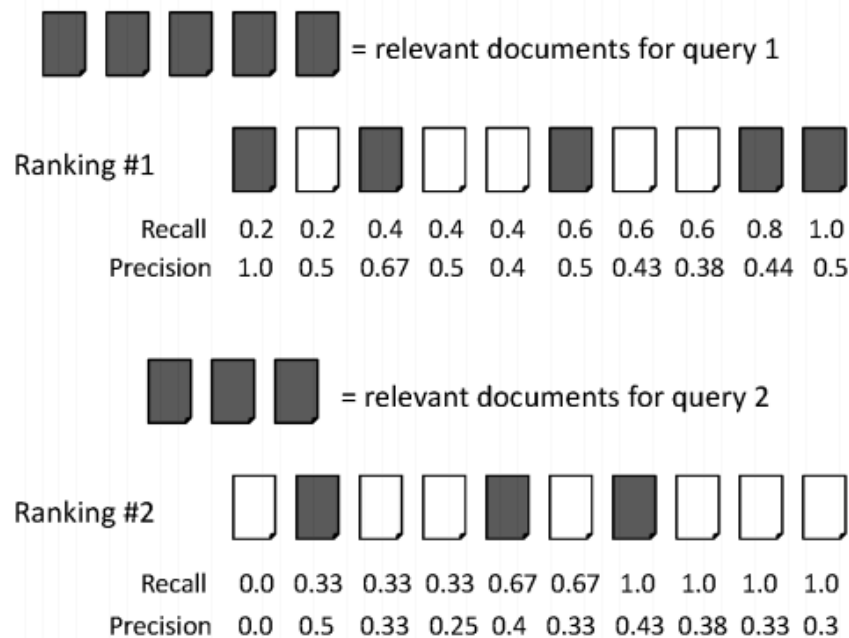 = relevant documents for query 1
Ranking #1
Recall 0.2 0.2 0.4 0.4 0.4 0.6 0.6 0.6 0.8 1.0
Precision 1.0 0.5 0.67 0.5 0.4 0.5 0.43 0.38 0.44 0.5
= relevant documents for query 2
Ranking #2
Recall 0.0 0.33 0.33 0.33 0.67 0.67 1.0 1.0 1.0 1.0
Precision 0.0 0.5 0.33 0.25 0.4 0.33 0.43 0.38 0.33 0.3